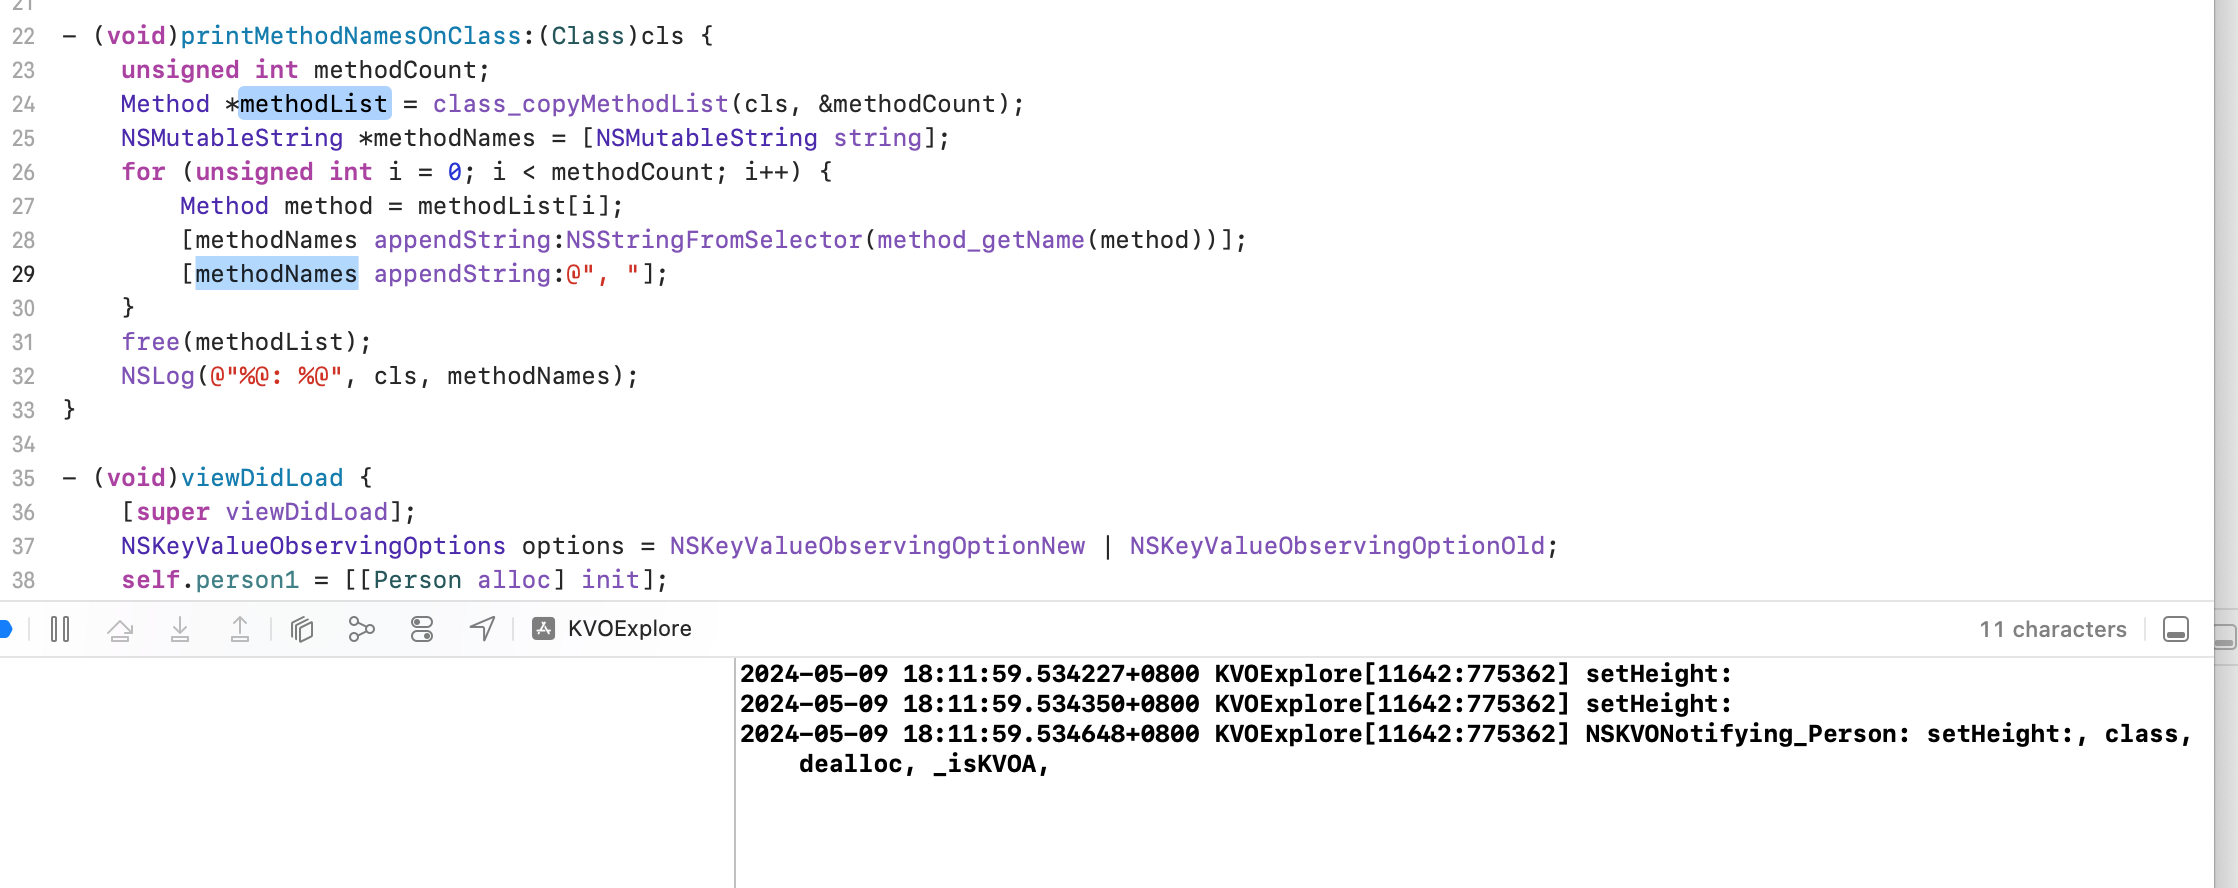 21
22 - (void)printMethodNamesOnClass:(Class)cls {
23 unsigned int methodCount;
24 Method *methodList = class_copyMethodList(cls, &methodCount);
25 NSMutableString *methodNames = [NSMutableString string];
26 for (unsigned int i = 0; i < methodCount; i++) {
27 Method method = methodList[i];
28 [methodNames appendString:NSStringFromSelector(method_getName(method))];
29 [methodNames appendString:@", "];
30 }
31 free(methodList);
32 NSLog(@"%@: %@", cls, methodNames);
33 }
34
35 - (void)viewDidLoad {
36 [super viewDidLoad];
37 NSKeyValueObservingOptions options = NSKeyValueObservingOptionNew | NSKeyValueObservingOptionOld;
38 self.person1 = [[Person alloc] init];
KVOExplore 11 characters
2024-05-09 18:11:59.534227+0800 KVOExplore[11642:775362] setHeight:
2024-05-09 18:11:59.534350+0800 KVOExplore[11642:775362] setHeight:
2024-05-09 18:11:59.534648+0800 KVOExplore[11642:775362] NSKVONotifying_Person: setHeight:, class,
dealloc, _isKVOA,